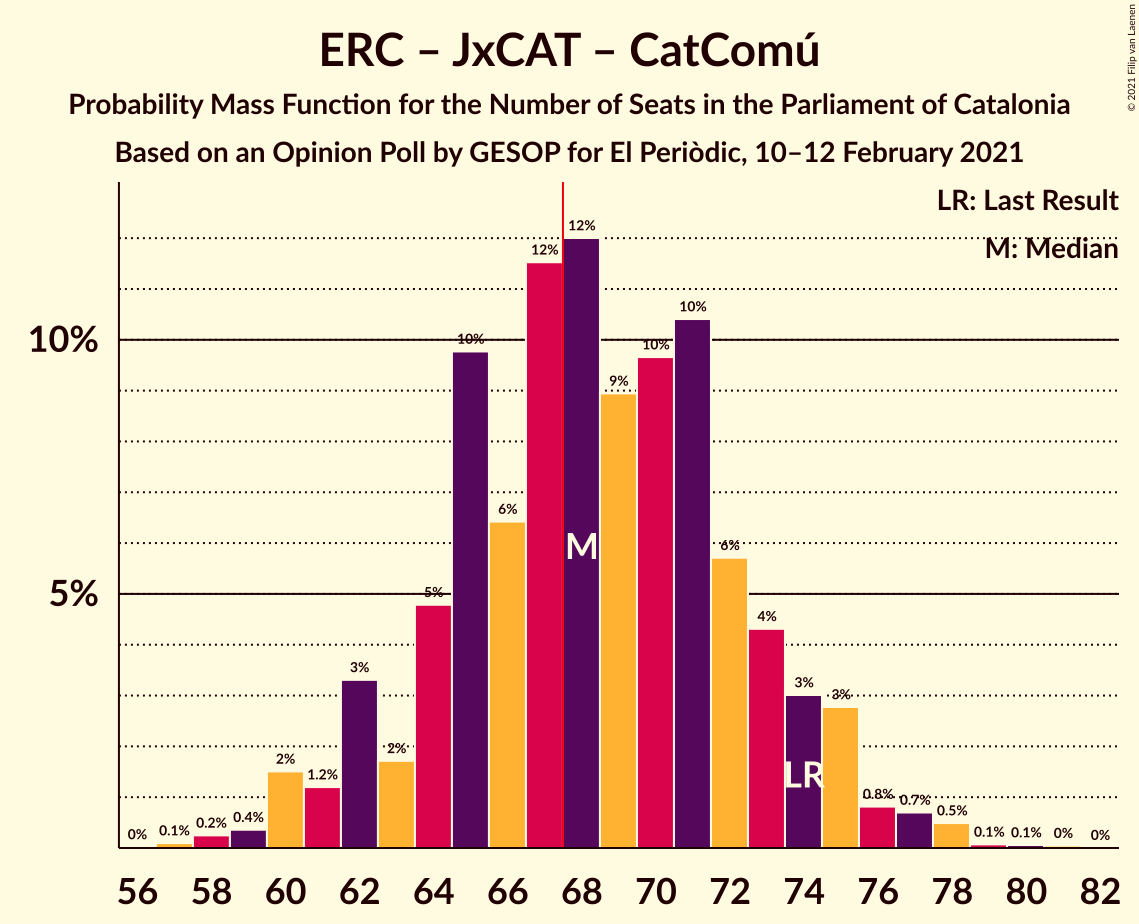 ERC – JxCAT – CatComú
Probability Mass Function for the Number of Seats in the Parliament of Catalonia
Based on an Opinion Poll by GESOP for El Periòdic, 10–12 February 2021
© 2021 Filip van Laenen
LR: Last Result
M: Median
10%
5%
0% 0.1% 0.2% 0.4% 2% 1.2% 3% 2% 5% 10% 6% 12% 12% 9% 10% 10% 6% 4% 3% 3% 0.8% 0.7% 0.5% 0.1% 0.1% 0% 0%
M
LR
56 58 60 62 64 66 68 70 72 74 76 78 80 82